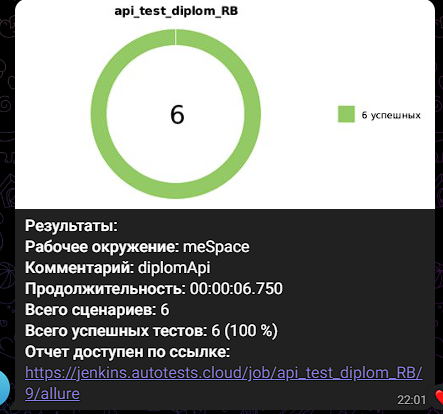 api_test_diplom_RB
6
6 успешных
Результаты:
Рабочее окружение: meSpace
Комментарий: diplomApi
Продолжительность: 00:00:06.750
Всего сценариев: 6
Всего успешных тестов: 6 (100 %)
Отчет доступен по ссылке:
https://jenkins.autotests.cloud/job/api_test_diplom_RB/
9/allure
22:01